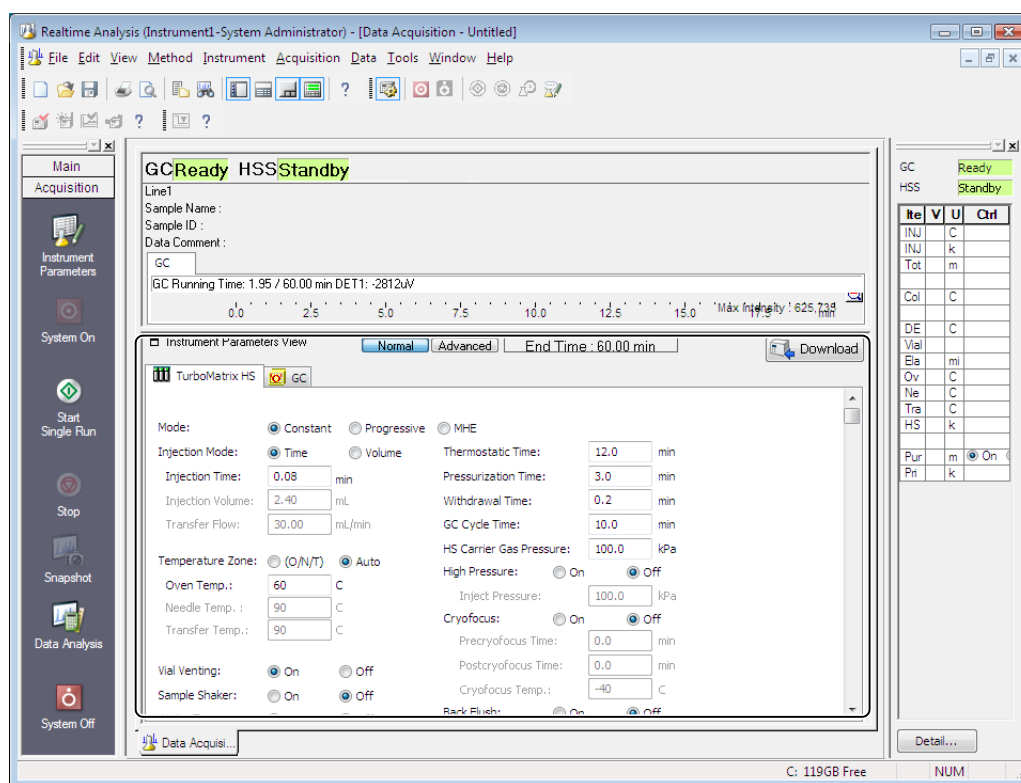 Realtime Analysis (Instrument1-System Administrator) - [Data Acquisition - Untitled]
File Edit View Method Instrument Acquisition Data Tools Window Help
Main
Acquisition
Instrument
Parameters
System On
Start
Single Run
Stop
Snapshot
Data Analysis
System Off
GC Ready HSS Standby
Line1
Sample Name :
Sample ID :
Data Comment :
GC
GC Running Time: 1.95 / 60.00 min DET1: -2812uV
0.0 2.5 5.0 7.5 10.0 12.5 15.0 17.5 min
Max Intensity : 625,735
Instrument Parameters View Normal Advanced End Time : 60.00 min Download
TurboMatrix HS GC
Mode: Constant Progressive MHE
Injection Mode: Time Volume
Injection Time: 0.08 min
Injection Volume: 2.40 mL
Transfer Flow: 30.00 mL/min
Temperature Zone: (O/N/T) Auto
Oven Temp.: 60 C
Needle Temp. : 90 C
Transfer Temp.: 90 C
Vial Venting: On Off
Sample Shaker: On Off
Thermostatic Time: 12.0 min
Pressurization Time: 3.0 min
Withdrawal Time: 0.2 min
GC Cycle Time: 10.0 min
HS Carrier Gas Pressure: 100.0 kPa
High Pressure: On Off
Inject Pressure: 100.0 kPa
Cryofocus: On Off
Precryofocus Time: 0.0 min
Postcryofocus Time: 0.0 min
Cryofocus Temp.: -40 C
Back Flush: On Off
Data Acquisi...
GC Ready
HSS Standby
Ite V U Ctrl
INJ C
INJ k
Tot m
Col C
DE C
Vial
Ela mi
Ov C
Ne C
Tra C
HS k
Pur m On
Pri k
Detail...
C: 119GB Free NUM